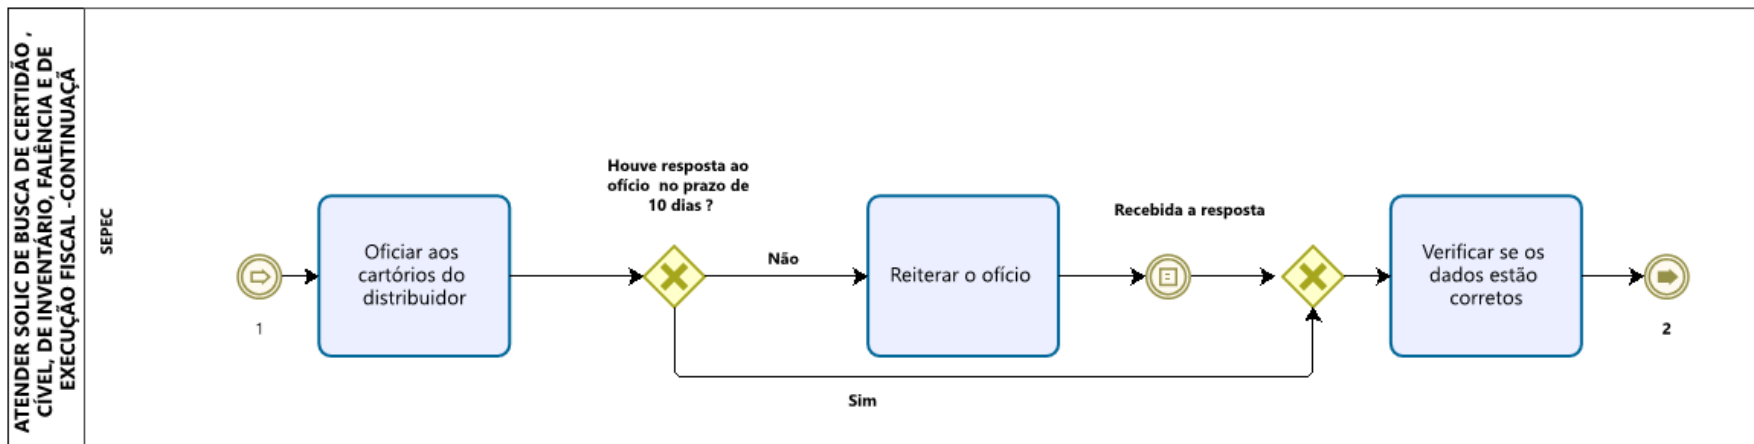 ATENDER SOLIC DE BUSCA DE CERTIDÃO ,
CÍVEL, DE INVENTÁRIO, FALÊNCIA E DE
EXECUÇÃO FISCAL -CONTINUAÇÃ
SEPEC
1
Oficiar aos
cartórios do
distribuidor
Houve resposta ao
ofício no prazo de
10 dias ?
Não
Sim
Reiterar o ofício
Recebida a resposta
Verificar se os
dados estão
corretos
2